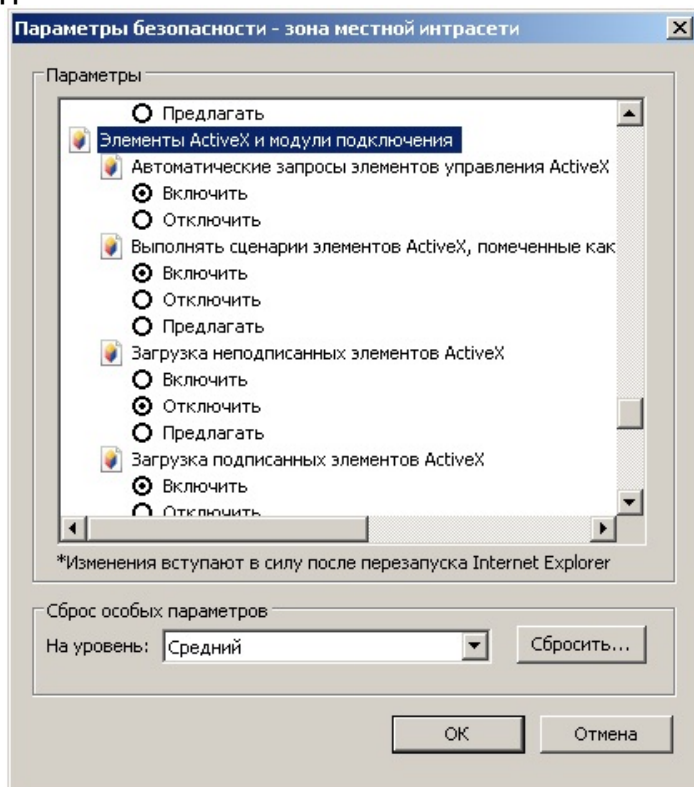 Параметры безопасности - зона местной интрасети
Параметры
Предлагать
Элементы ActiveX и модули подключения
Автоматические запросы элементов управления ActiveX
Включить
Отключить
Выполнять сценарии элементов ActiveX, помеченные как
Включить
Отключить
Предлагать
Загрузка неподписанных элементов ActiveX
Включить
Отключить
Предлагать
Загрузка подписанных элементов ActiveX
Включить
Отключить
*Изменения вступают в силу после перезапуска Internet Explorer
Сброс особых параметров
На уровень: Средний Сбросить...
ОК Отмена